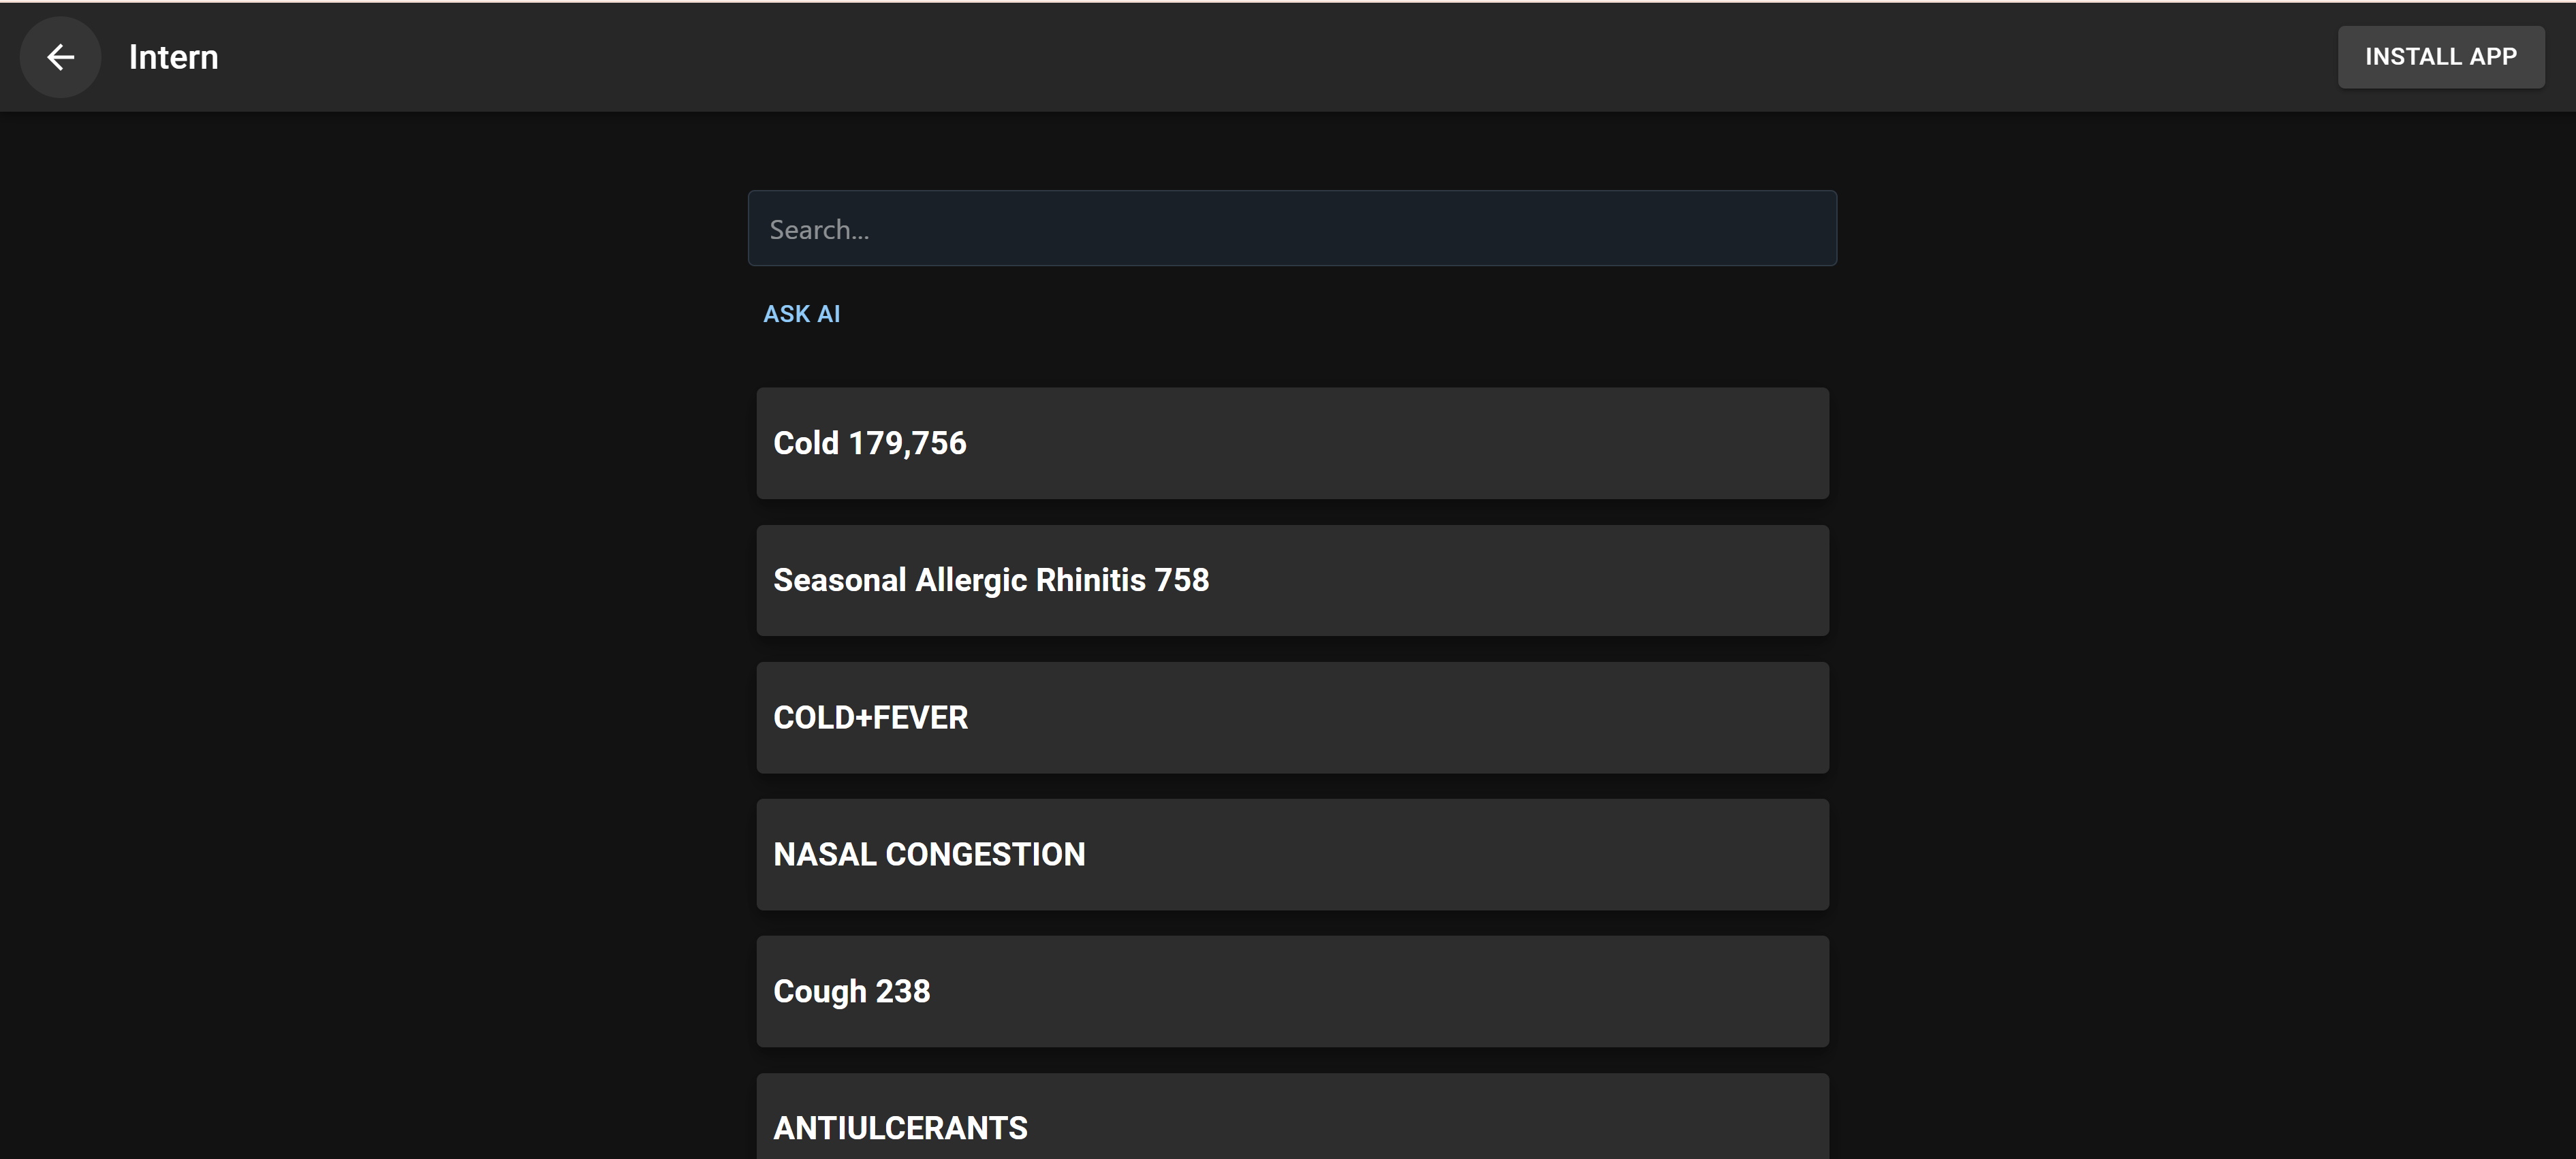 Intern
INSTALL APP
Search...
ASK AI
Cold 179,756
Seasonal Allergic Rhinitis 758
COLD+FEVER
NASAL CONGESTION
Cough 238
ANTIULCERANTS